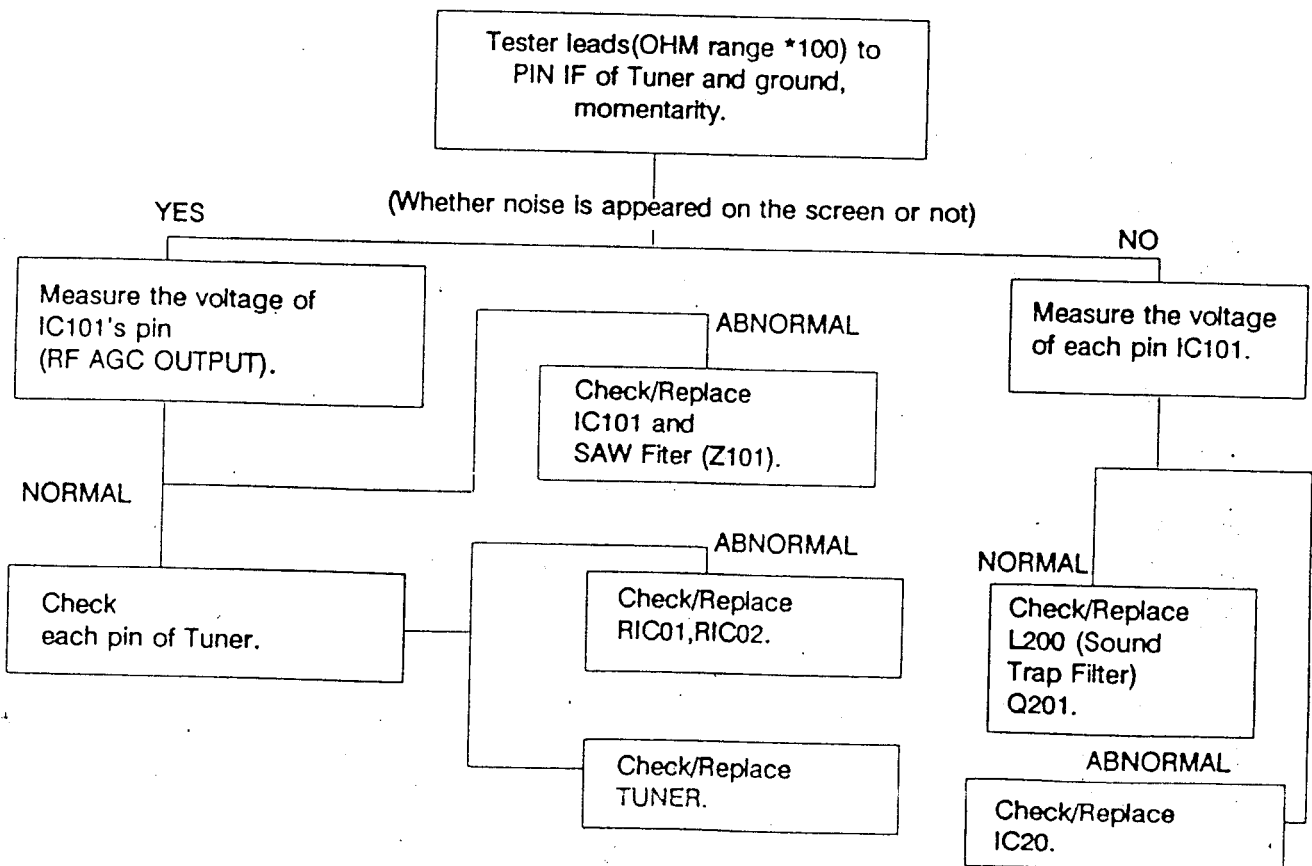 Tester leads(OHM range *100) to
PIN IF of Tuner and ground,
momentarity.
(Whether noise is appeared on the screen or not)
YES
NO
Measure the voltage of
IC101's pin
(RF AGC OUTPUT).
ABNORMAL
Check/Replace
IC101 and
SAW Fiter (Z101).
Measure the voltage
of each pin IC101.
NORMAL
Check
each pin of Tuner.
ABNORMAL
Check/Replace
RIC01,RIC02.
Check/Replace
TUNER.
NORMAL
Check/Replace
L200 (Sound
Trap Filter)
Q201.
ABNORMAL
Check/Replace
IC20.